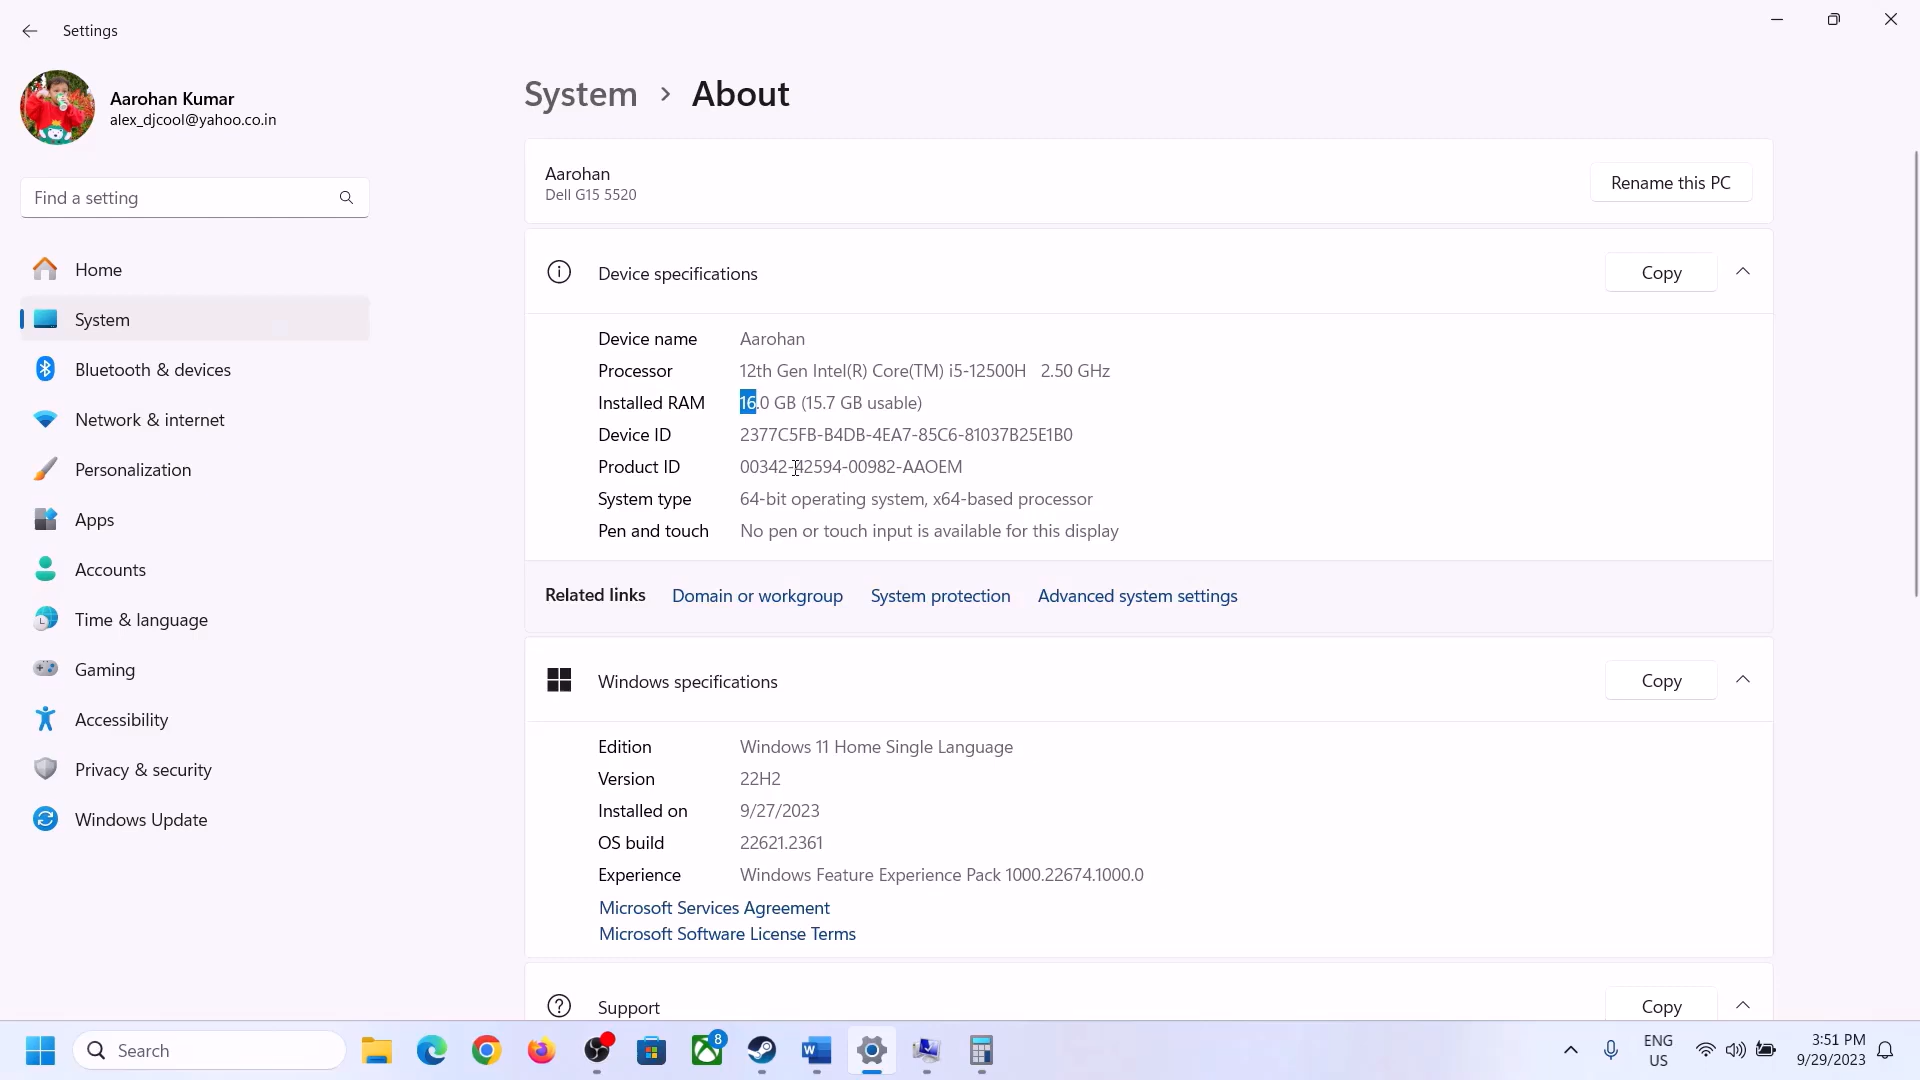 Settings
Aarohan Kumar
alex_djcool@yahoo.co.in
Find a setting
Home
System
Bluetooth & devices
Network & internet
Personalization
Apps
Accounts
Time & language
Gaming
Accessibility
Privacy & security
Windows Update
System > About
Aarohan
Dell G15 5520
Rename this PC
Device specifications Copy
Device name Aarohan
Processor 12th Gen Intel(R) Core(TM) i5-12500H 2.50 GHz
Installed RAM 16.0 GB (15.7 GB usable)
Device ID 2377C5FB-B4DB-4EA7-85C6-81037B25E1B0
Product ID 00342-42594-00982-AAOEM
System type 64-bit operating system, x64-based processor
Pen and touch No pen or touch input is available for this display
Related links Domain or workgroup System protection Advanced system settings
Windows specifications Copy
Edition Windows 11 Home Single Language
Version 22H2
Installed on 9/27/2023
OS build 22621.2361
Experience Windows Feature Experience Pack 1000.22674.1000.0
Microsoft Services Agreement
Microsoft Software License Terms
Support Copy
Search 8 W ENG 3:51 PM
US 9/29/2023